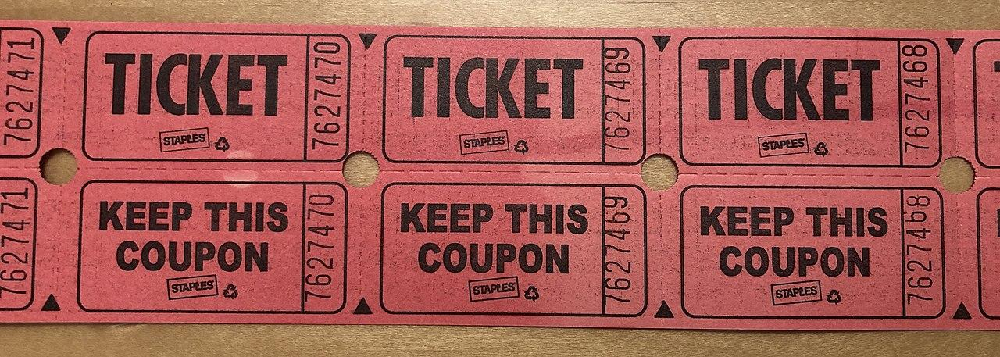 7627471
TICKET
STAPLES
7627470
TICKET
STAPLES
7627469
TICKET
STAPLES
7627468
7627471
KEEP THIS
COUPON
STAPLES
7627470
KEEP THIS
COUPON
STAPLES
7627469
KEEP THIS
COUPON
STAPLES
7627468